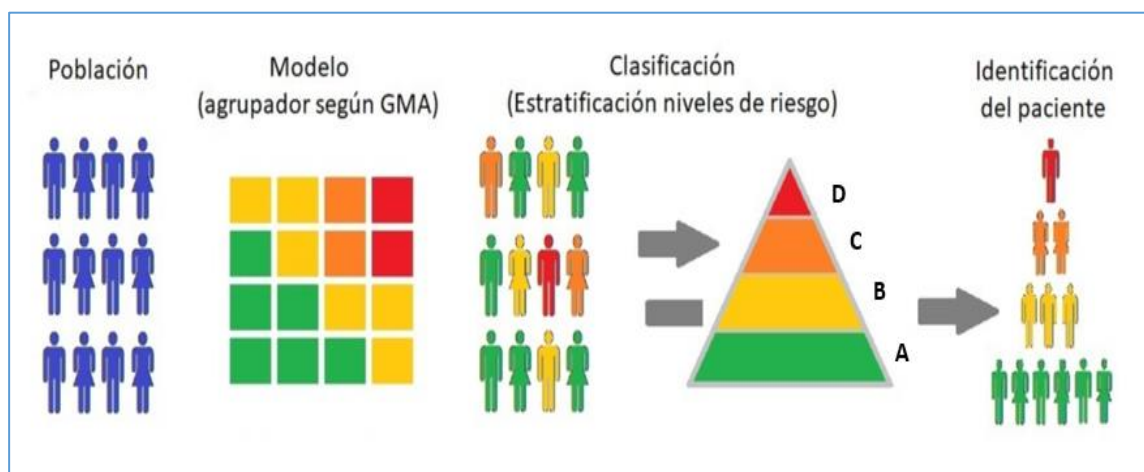 Población
Modelo
(agrupador según GMA)
Clasificación
(Estratificación niveles de riesgo)
Identificación
del paciente
D
C
B
A